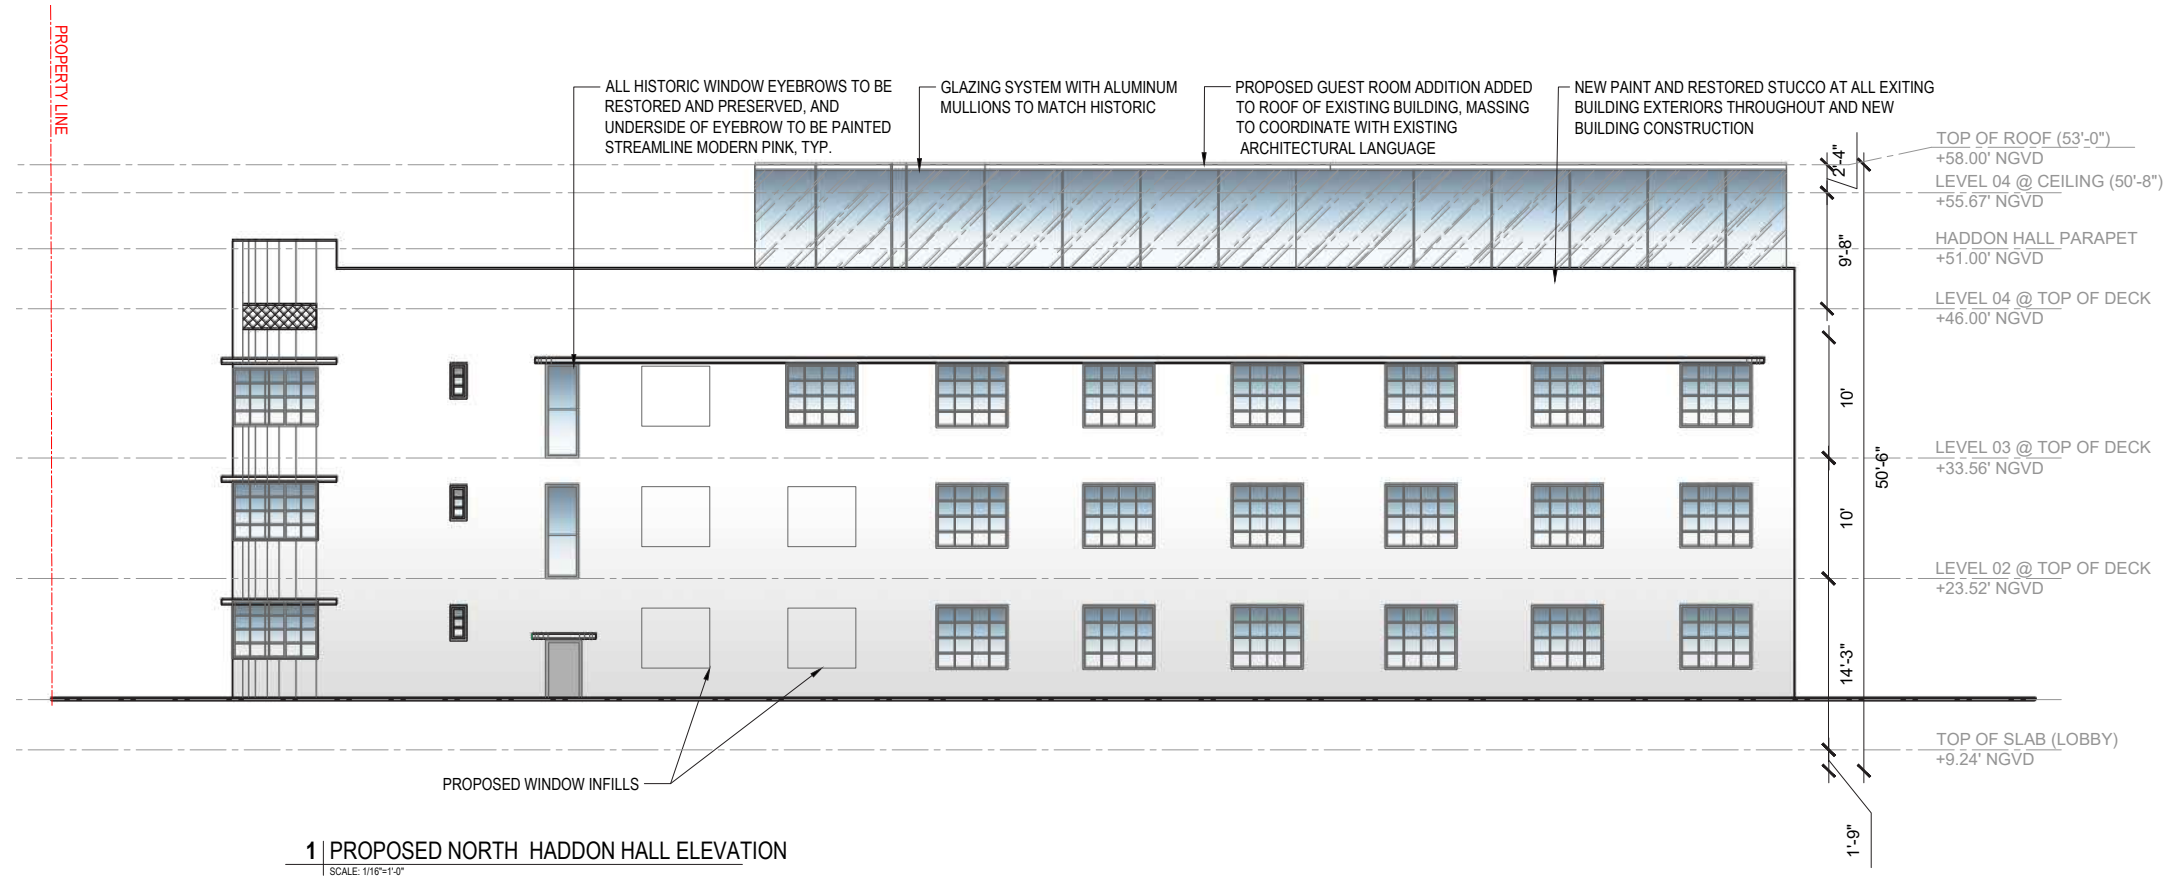 PROPERTY LINE
ALL HISTORIC WINDOW EYEBROWS TO BE
RESTORED AND PRESERVED, AND
UNDERSIDE OF EYEBROW TO BE PAINTED
STREAMLINE MODERN PINK, TYP.
GLAZING SYSTEM WITH ALUMINUM
MULLIONS TO MATCH HISTORIC
PROPOSED GUEST ROOM ADDITION ADDED
TO ROOF OF EXISTING BUILDING, MASSING
TO COORDINATE WITH EXISTING
ARCHITECTURAL LANGUAGE
NEW PAINT AND RESTORED STUCCO AT ALL EXITING
BUILDING EXTERIORS THROUGHOUT AND NEW
BUILDING CONSTRUCTION
TOP OF ROOF (53'-0")
+58.00' NGVD
LEVEL 04 @ CEILING (50'-8")
+55.67' NGVD
HADDON HALL PARAPET
+51.00' NGVD
LEVEL 04 @ TOP OF DECK
+46.00' NGVD
LEVEL 03 @ TOP OF DECK
+33.56' NGVD
LEVEL 02 @ TOP OF DECK
+23.52' NGVD
TOP OF SLAB (LOBBY)
+9.24' NGVD
2'-4"
9'-8"
10'
50'-6"
10'
14'-3"
1'-9"
PROPOSED WINDOW INFILLS
1 PROPOSED NORTH HADDON HALL ELEVATION
SCALE: 1/16"=1'-0"